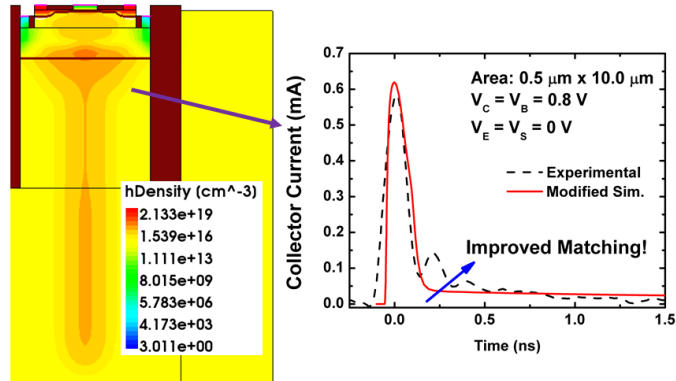 hDensity (cm^-3)
2.133e+19
1.539e+16
1.111e+13
8.015e+09
5.783e+06
4.173e+03
3.011e+00
Collector Current (mA)
0.7
0.6
0.5
0.4
0.3
0.2
0.1
0.0
Area: 0.5 μm x 10.0 μm
V_C = V_B = 0.8 V
V_E = V_S = 0 V
Experimental
Modified Sim.
Improved Matching!
0.0 0.5 1.0 1.5
Time (ns)